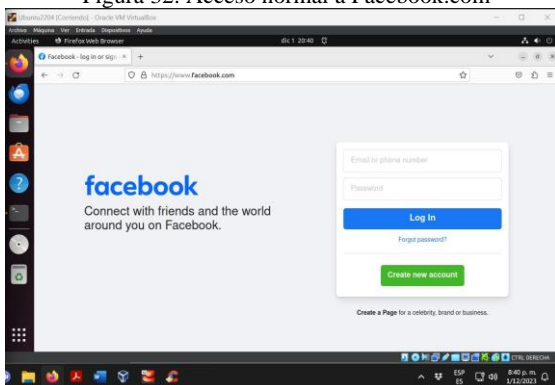 Figura 32. Acceso normal a Facebook.com
Ubuntu2204 [Corriendo] - Oracle VM VirtualBox
Archivo Máquina Ver Entrada Dispositivos Ayuda
Activities Firefox Web Browser dic 1 20:40
Facebook - log in or sign
https://www.facebook.com
facebook
Connect with friends and the world
around you on Facebook.
Email or phone number
Password
Log In
Forgot password?
Create new account
Create a Page for a celebrity, brand or business.
CTRL DERECHA
ESP
ES
8:40 p. m.
1/12/2023